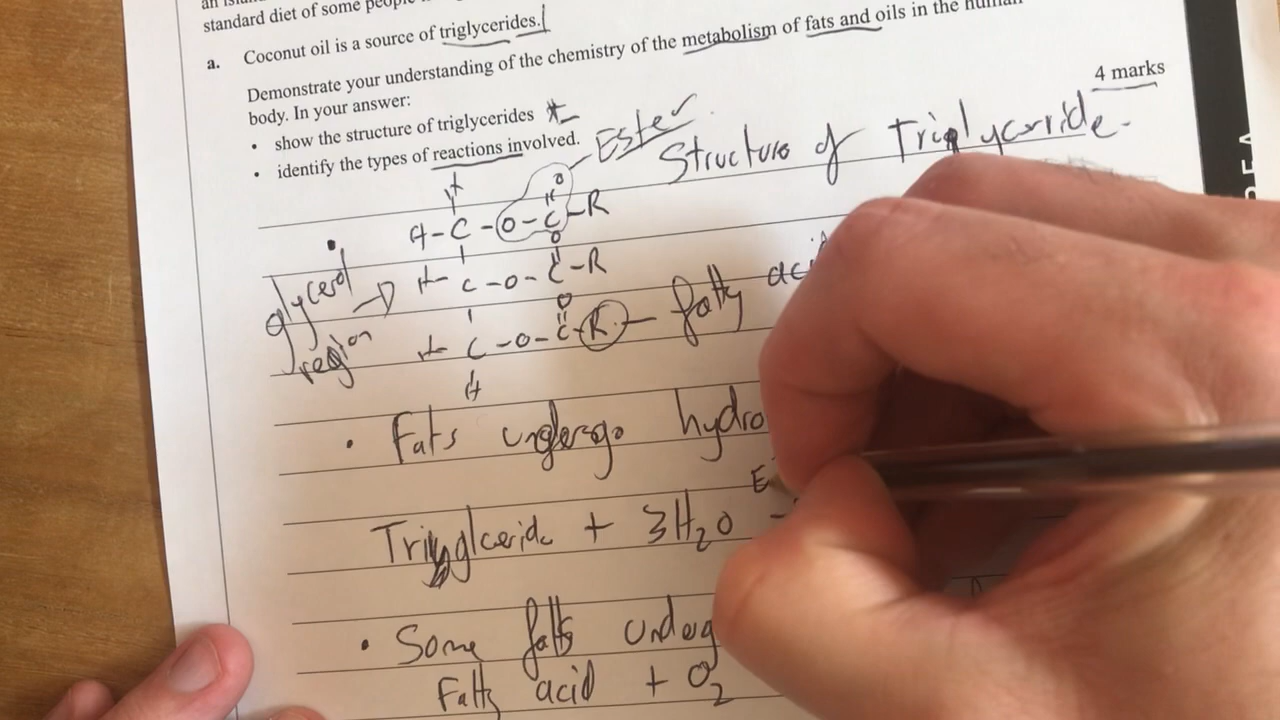 standard diet of some people
a. Coconut oil is a source of triglycerides.
Demonstrate your understanding of the chemistry of the metabolism of fats and oils in the human
body. In your answer:
4 marks
• show the structure of triglycerides
• identify the types of reactions involved.
Ester
Structure of Triglyceride.
H
O
H-C-O-C-R
O
H-C-O-C-R
O
H-C-O-C-R
H
glycerol
region
fatty aci
• Fats undergo hydro
E
Triglceride + 3H2O
• Some fatts underg
Fatty acid + O2